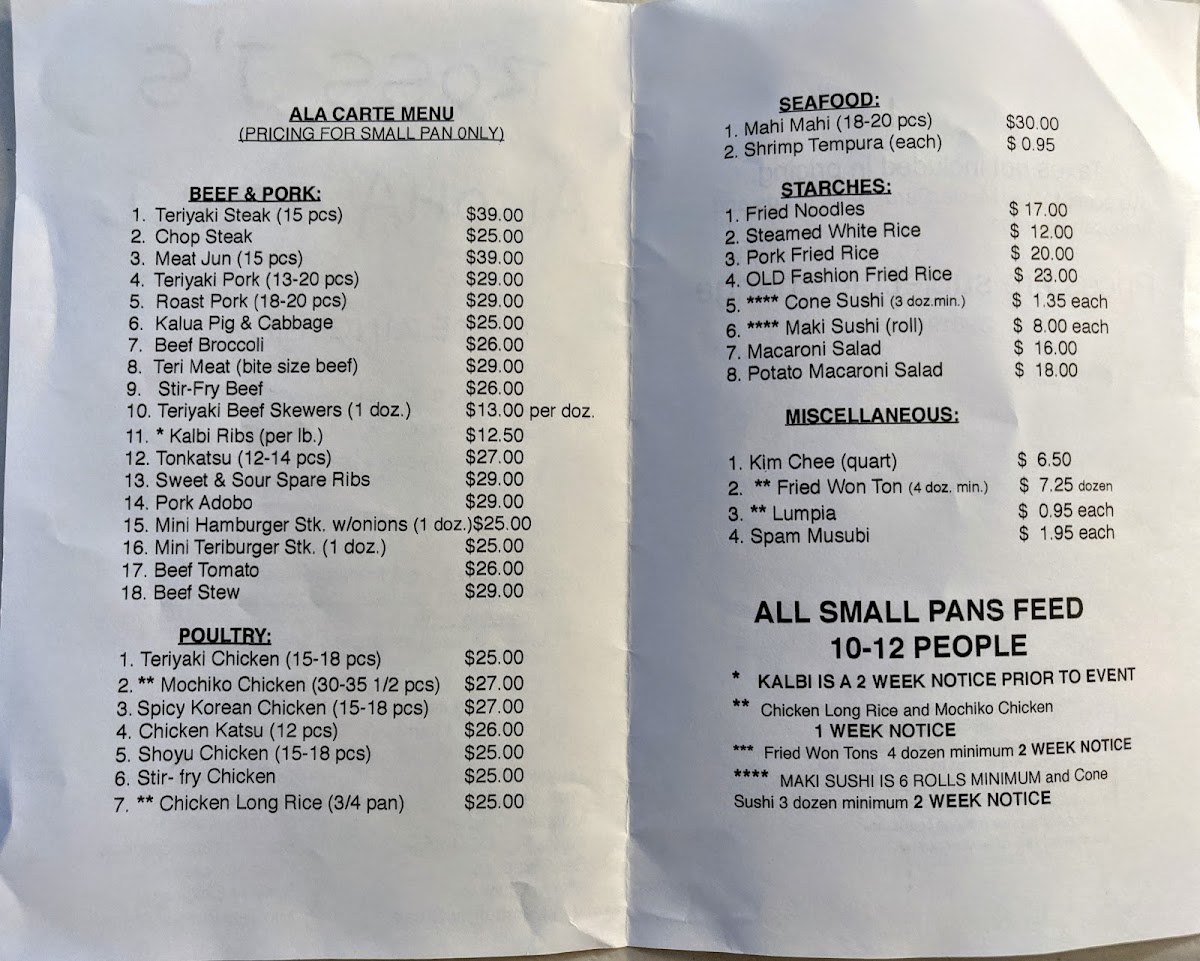 ALA CARTE MENU
(PRICING FOR SMALL PAN 0NLY)
BEEF & PORK:
1. Teriyaki Steak (15 pcs) $39.00
2. Chop Steak $25.00
3. Meat Jun (15 pcs) $39.00
4. Teriyaki Pork (13-20 pcs) $29.00
5. Roast Pork (18-20 pcs) $29.00
6. Kalua Pig & Cabbage $25.00
7. Beef Broccoli $26.00
8. Teri Meat (bite size beef) $29.00
9. Stir-Fry Beef $26.00
10. Teriyaki Beef Skewers (1 doz.) $13.00 per doz.
11. * Kalbi Ribs (per lb.) $12.50
12. Tonkatsu (12-14 pcs) $27.00
13. Sweet & Sour Spare Ribs $29.00
14. Pork Adobo $29.00
15. Mini Hamburger Stk. w/onions (1 doz.)$25.00
16. Mini Teriburger Stk. (1 doz.) $25.00
17. Beef Tomato $26.00
18. Beef Stew $29.00
POULTRY:
1. Teriyaki Chicken (15-18 pcs) $25.00
2. ** Mochiko Chicken (30-35 1/2 pcs) $27.00
3. Spicy Korean Chicken (15-18 pcs) $27.00
4. Chicken Katsu (12 pcs) $26.00
5. Shoyu Chicken (15-18 pcs) $25.00
6. Stir- fry Chicken $25.00
7. ** Chicken Long Rice (3/4 pan) $25.00
SEAFOOD:
1. Mahi Mahi (18-20 pcs) $30.00
2. Shrimp Tempura (each) $ 0.95
STARCHES:
1. Fried Noodles $ 17.00
2. Steamed White Rice $ 12.00
3. Pork Fried Rice $ 20.00
4. OLD Fashion Fried Rice $ 23.00
5. **** Cone Sushi (3 doz.min.) $ 1.35 each
6. **** Maki Sushi (roll) $ 8.00 each
7. Macaroni Salad $ 16.00
8. Potato Macaroni Salad $ 18.00
MISCELLANEOUS:
1. Kim Chee (quart) $ 6.50
2. ** Fried Won Ton (4 doz. min.) $ 7.25 dozen
3. ** Lumpia $ 0.95 each
4. Spam Musubi $ 1.95 each
ALL SMALL PANS FEED
10-12 PEOPLE
* KALBI IS A 2 WEEK NOTICE PRIOR TO EVENT
** Chicken Long Rice and Mochiko Chicken
1 WEEK NOTICE
*** Fried Won Tons 4 dozen minimum 2 WEEK NOTICE
**** MAKI SUSHI IS 6 ROLLS MINIMUM and Cone
Sushi 3 dozen minimum 2 WEEK NOTICE